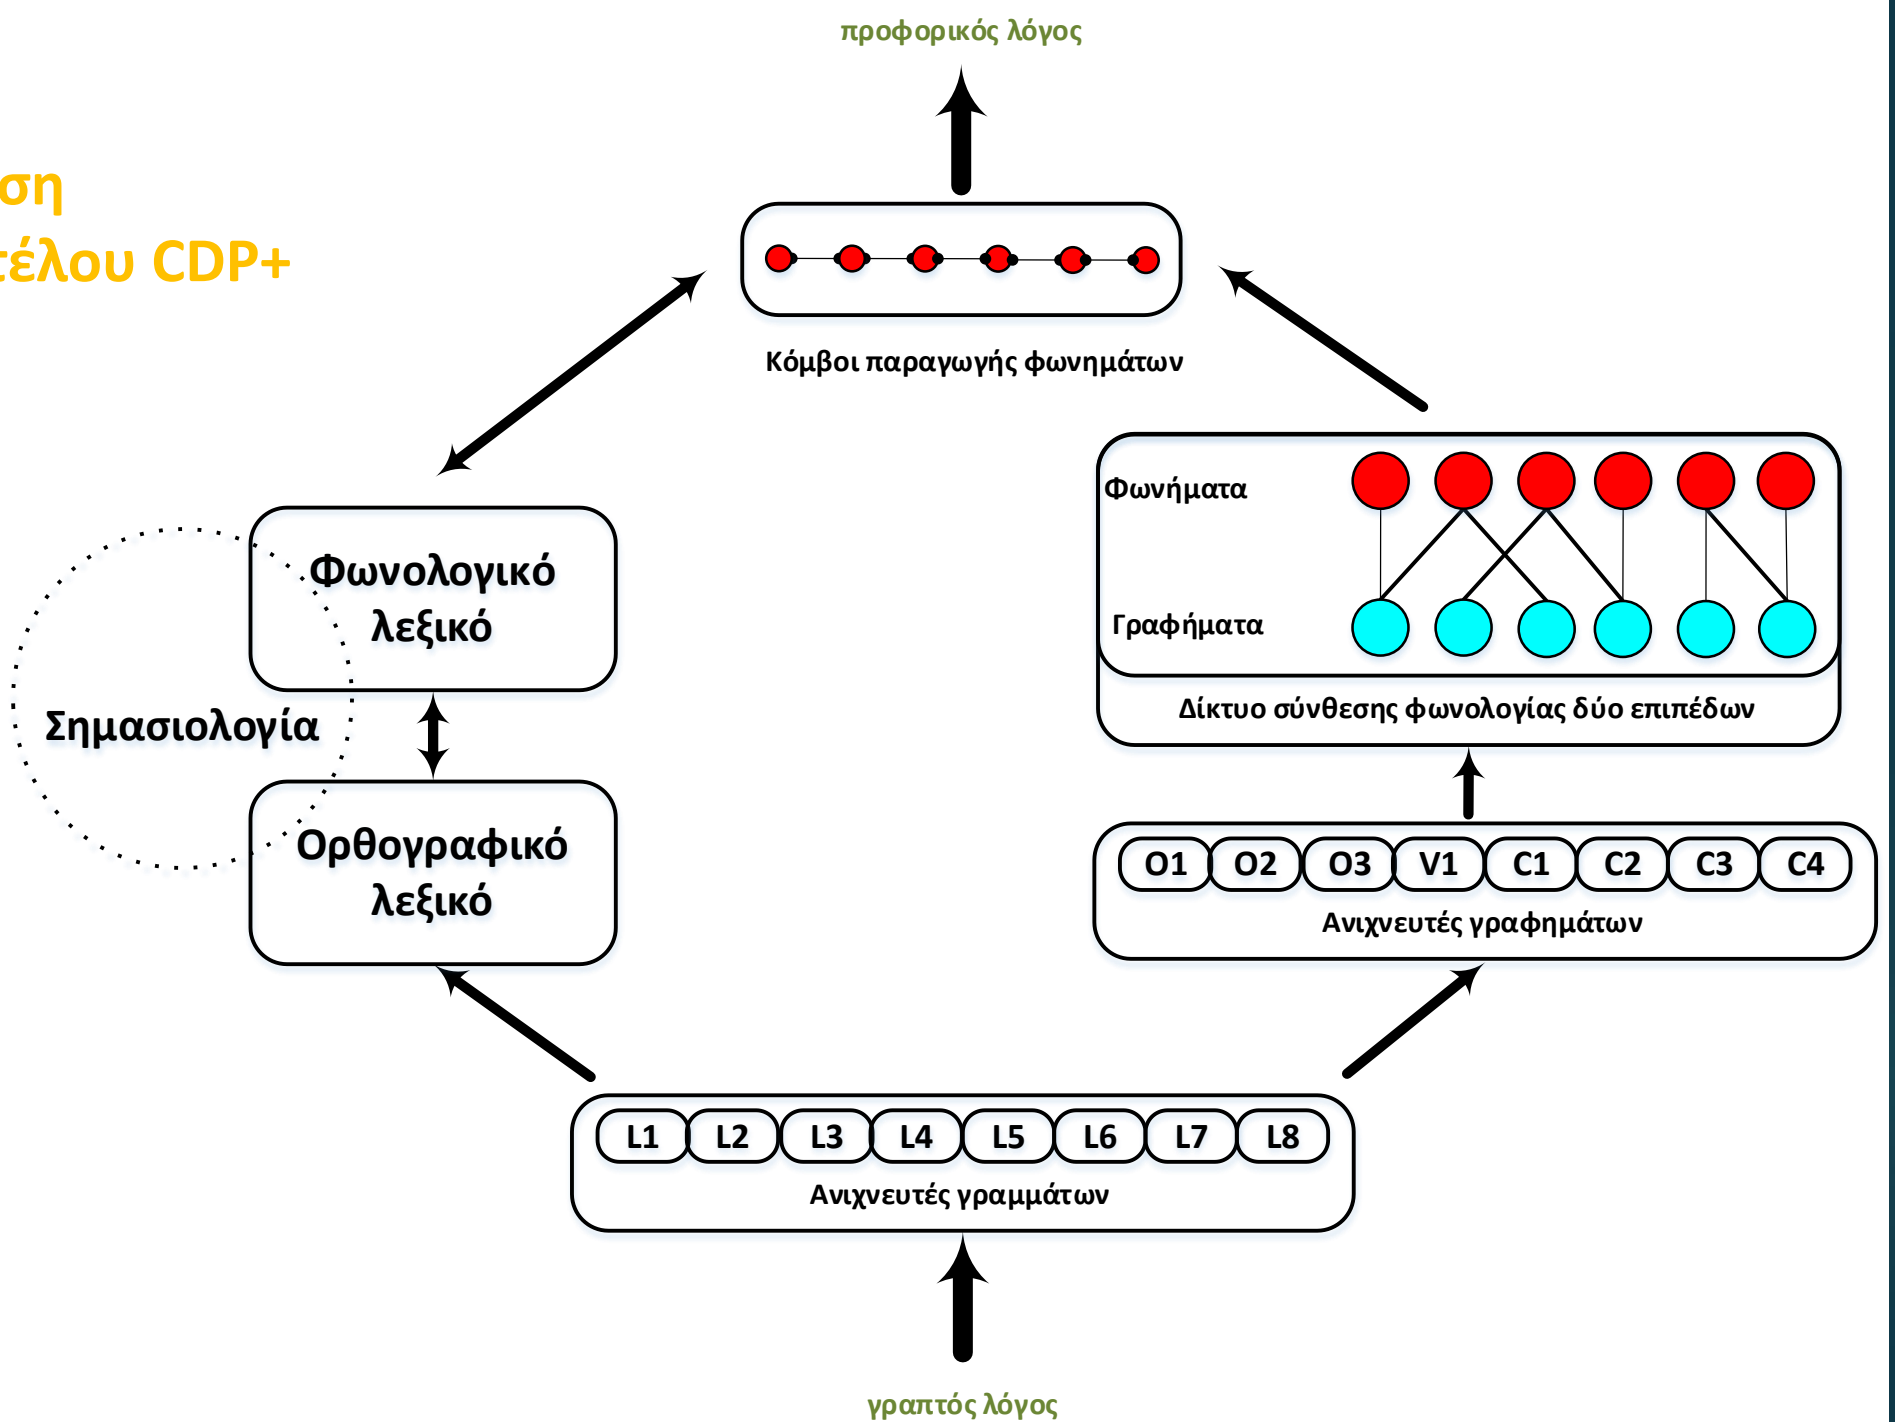 προφορικός λόγος
ση
τέλου CDP+
Κόμβοι παραγωγής φωνημάτων
Φωνήματα
Γραφήματα
Δίκτυο σύνθεσης φωνολογίας δύο επιπέδων
Φωνολογικό
λεξικό
Σημασιολογία
Ορθογραφικό
λεξικό
O1 O2 O3 V1 C1 C2 C3 C4
Ανιχνευτές γραφημάτων
L1 L2 L3 L4 L5 L6 L7 L8
Ανιχνευτές γραμμάτων
γραπτός λόγος